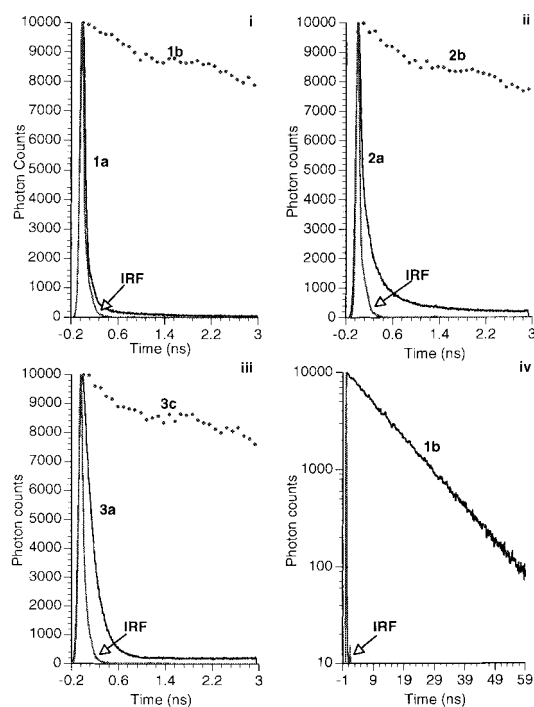 i
10000
9000
8000
7000
6000
5000
4000
3000
2000
1000
0
Photon Counts
1b
1a
IRF
-0.2 0.6 1.4 2.2 3
Time (ns)
ii
10000
9000
8000
7000
6000
5000
4000
3000
2000
1000
0
Photon counts
2b
2a
IRF
-0.2 0.6 1.4 2.2 3
Time (ns)
iii
10000
9000
8000
7000
6000
5000
4000
3000
2000
1000
0
Photon counts
3c
3a
IRF
-0.2 0.6 1.4 2.2 3
Time (ns)
iv
10000
1000
100
10
Photon counts
1b
IRF
-1 9 19 29 39 49 59
Time (ns)